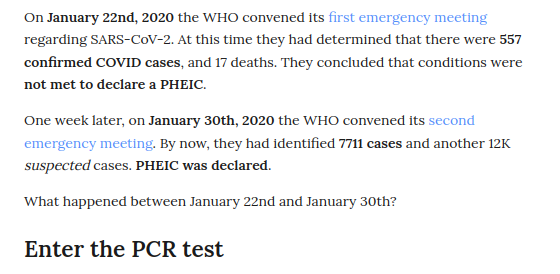 On January 22nd, 2020 the WHO convened its first emergency meeting
regarding SARS-CoV-2. At this time they had determined that there were 557
confirmed COVID cases, and 17 deaths. They concluded that conditions were
not met to declare a PHEIC.
One week later, on January 30th, 2020 the WHO convened its second
emergency meeting. By now, they had identified 7711 cases and another 12K
suspected cases. PHEIC was declared.
What happened between January 22nd and January 30th?
Enter the PCR test